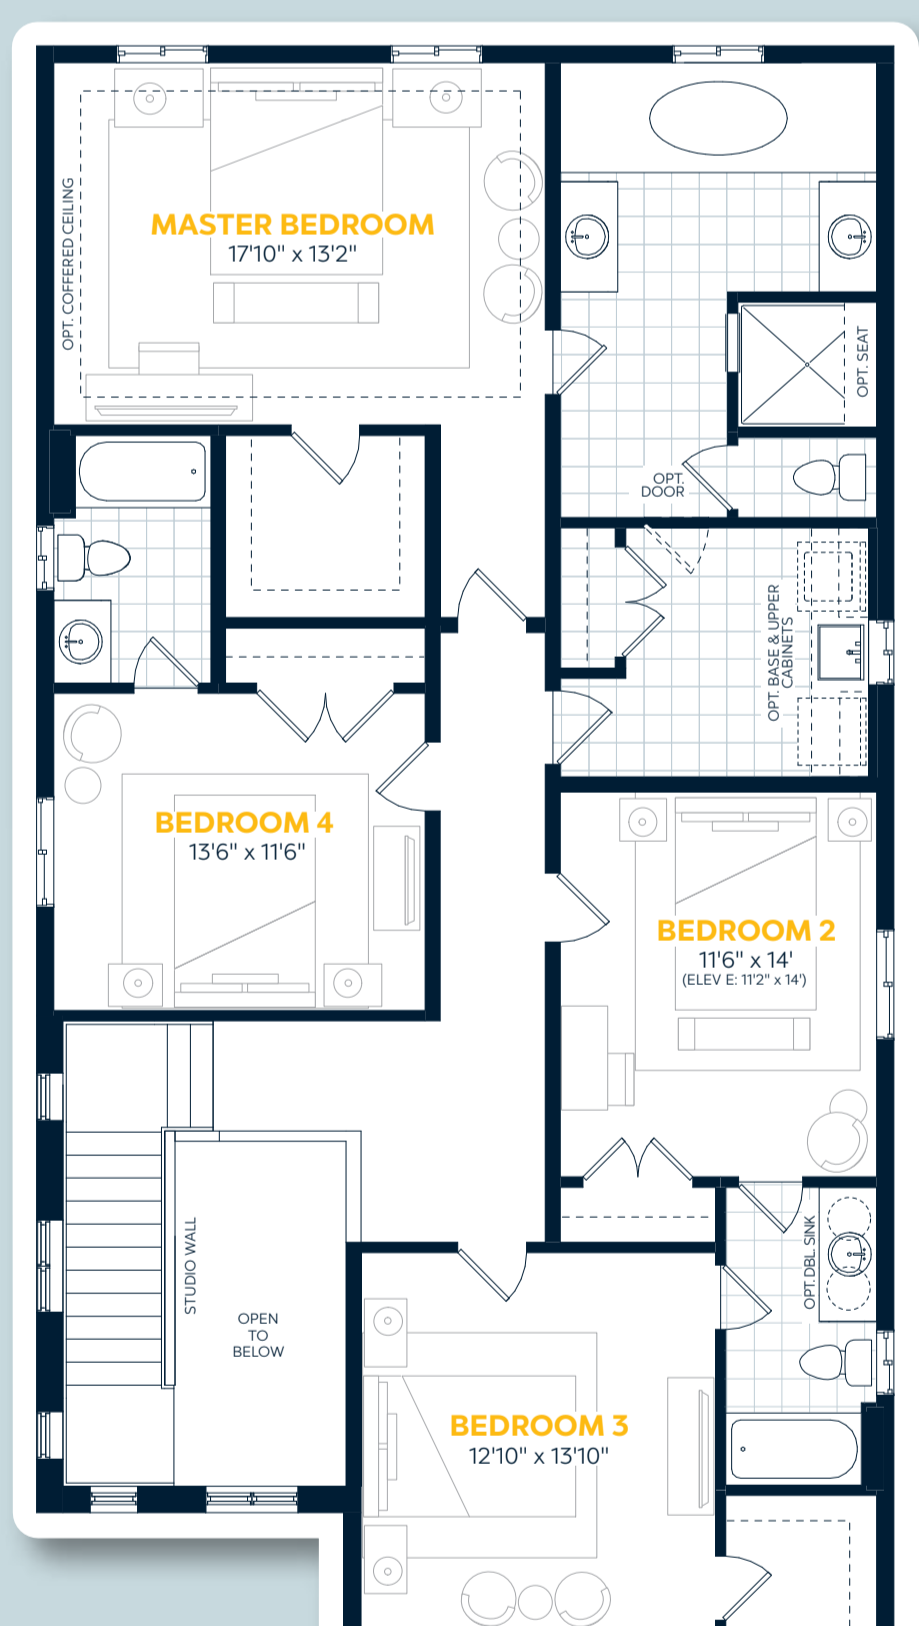 OPT. COFFERED CEILING
MASTER BEDROOM
17'10" x 13'2"
OPT. SEAT
OPT.
DOOR
OPT. BASE & UPPER
CABINETS
BEDROOM 4
13'6" x 11'6"
BEDROOM 2
11'6" x 14'
(ELEV E: 11'2" x 14')
STUDIO WALL
OPT. DBL. SINK
OPEN
TO
BELOW
BEDROOM 3
12'10" x 13'10"